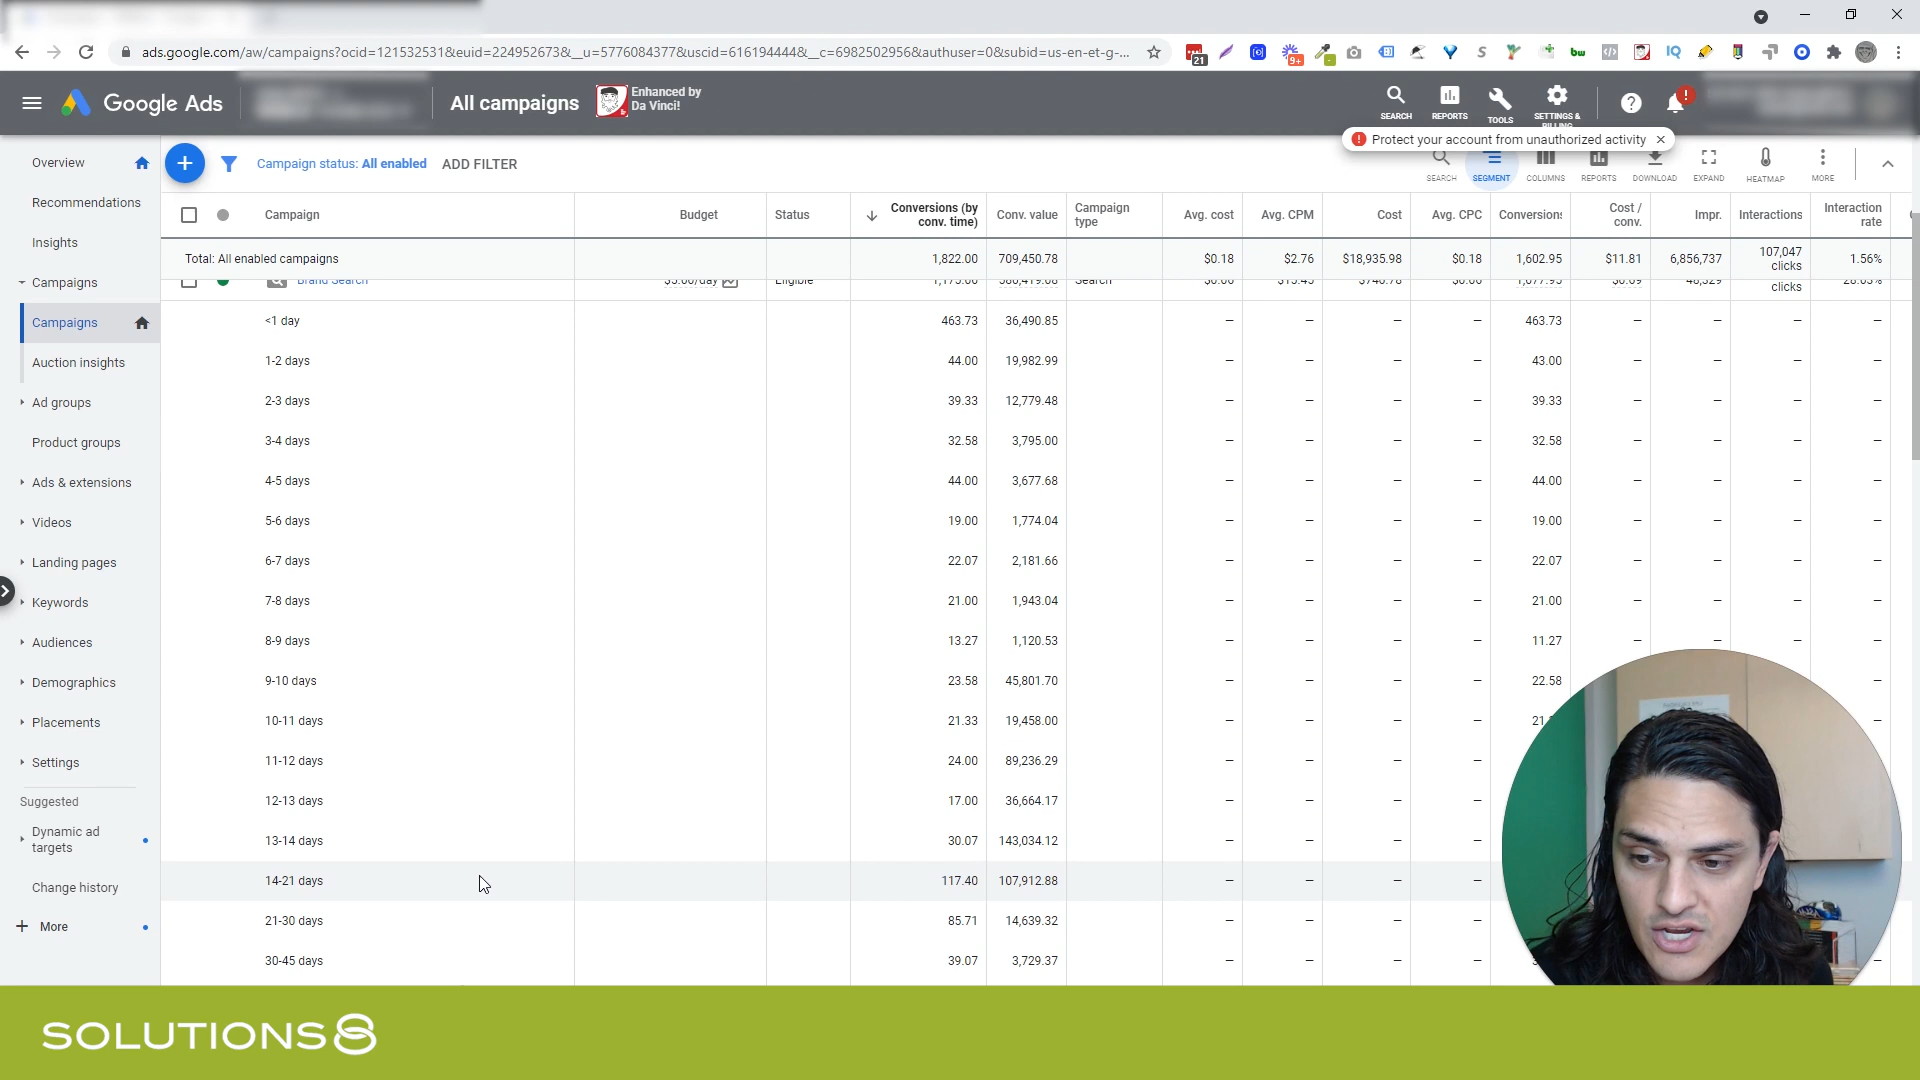 ads.google.com/aw/campaigns?ocid=121532531&euid=224952673&__u=5776084377&uscid=616194444&__c=6982502956&authuser=0&subid=us-en-et-g-...
21
9+
Google Ads
All campaigns
Enhanced by
Da Vinci!
SEARCH
REPORTS
TOOLS
SETTINGS &
BILLING
Protect your account from unauthorized activity
Campaign status: All enabled
ADD FILTER
SEARCH
SEGMENT
COLUMNS
REPORTS
DOWNLOAD
EXPAND
HEATMAP
MORE
Overview
Recommendations
Insights
Campaigns
Campaigns
Auction insights
Ad groups
Product groups
Ads & extensions
Videos
Landing pages
Keywords
Audiences
Demographics
Placements
Settings
Suggested
Dynamic ad
targets
Change history
More
Campaign Budget Status Conversions (by conv. time) Conv. value Campaign type Avg. cost Avg. CPM Cost Avg. CPC Conversions Cost / conv. Impr. Interactions Interaction rate
Total: All enabled campaigns 1,822.00 709,450.78 $0.18 $2.76 $18,935.98 $0.18 1,602.95 $11.81 6,856,737 107,047 clicks 1.56%
Brand Search Eligible Search clicks
<1 day 463.73 36,490.85 — — — — 463.73 — — — —
1-2 days 44.00 19,982.99 — — — — 43.00 — — — —
2-3 days 39.33 12,779.48 — — — — 39.33 — — — —
3-4 days 32.58 3,795.00 — — — — 32.58 — — — —
4-5 days 44.00 3,677.68 — — — — 44.00 — — — —
5-6 days 19.00 1,774.04 — — — — 19.00 — — — —
6-7 days 22.07 2,181.66 — — — — 22.07 — — — —
7-8 days 21.00 1,943.04 — — — — 21.00 — — — —
8-9 days 13.27 1,120.53 — — — — 11.27 — — — —
9-10 days 23.58 45,801.70 — — — — 22.58 —
10-11 days 21.33 19,458.00 — — — — 21 —
11-12 days 24.00 89,236.29 — — — —
12-13 days 17.00 36,664.17 — — — —
13-14 days 30.07 143,034.12 — — — —
14-21 days 117.40 107,912.88 — — — —
21-30 days 85.71 14,639.32 — — — —
30-45 days 39.07 3,729.37 — — — — —
SOLUTIONS 8